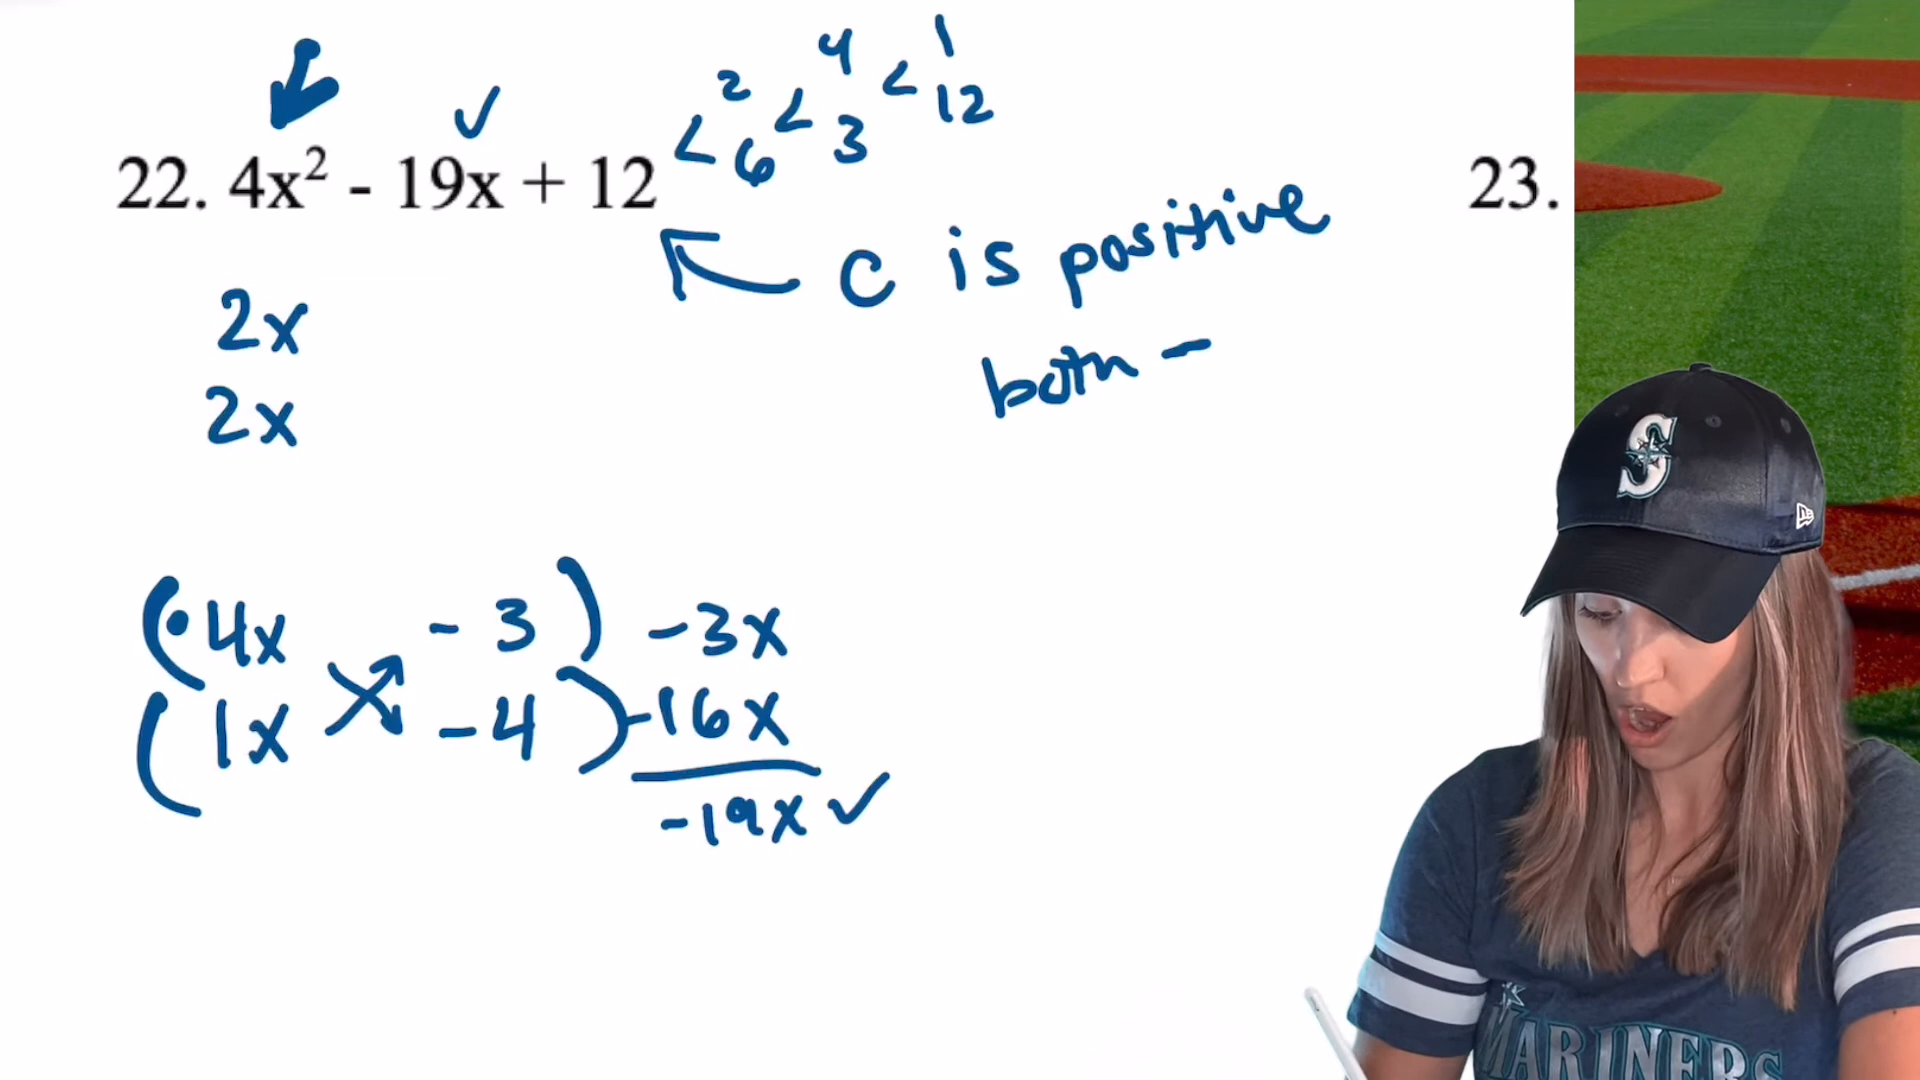 22. 4x² - 19x + 12 < 2 6 < 4 3 < 1 12
✓
23.
C is positive
both -
2x
2x
(4x - 3) -3x
(1x - 4) -16x
-19x ✓
S
MARINERS